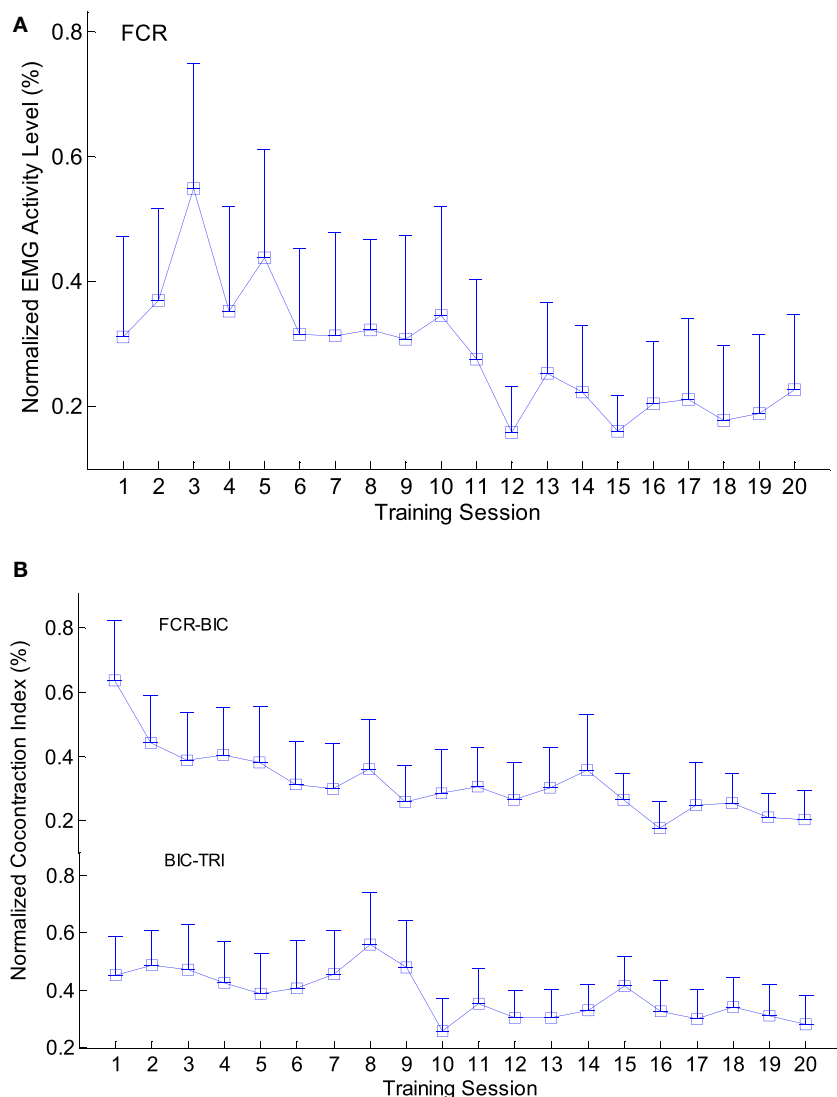 A
FCR
Normalized EMG Activity Level (%)
0.8
0.6
0.4
0.2
1 2 3 4 5 6 7 8 9 10 11 12 13 14 15 16 17 18 19 20
Training Session
B
Normalized Cocontraction Index (%)
FCR-BIC
0.8
0.6
0.4
0.2
BIC-TRI
0.8
0.6
0.4
0.2
1 2 3 4 5 6 7 8 9 10 11 12 13 14 15 16 17 18 19 20
Training Session